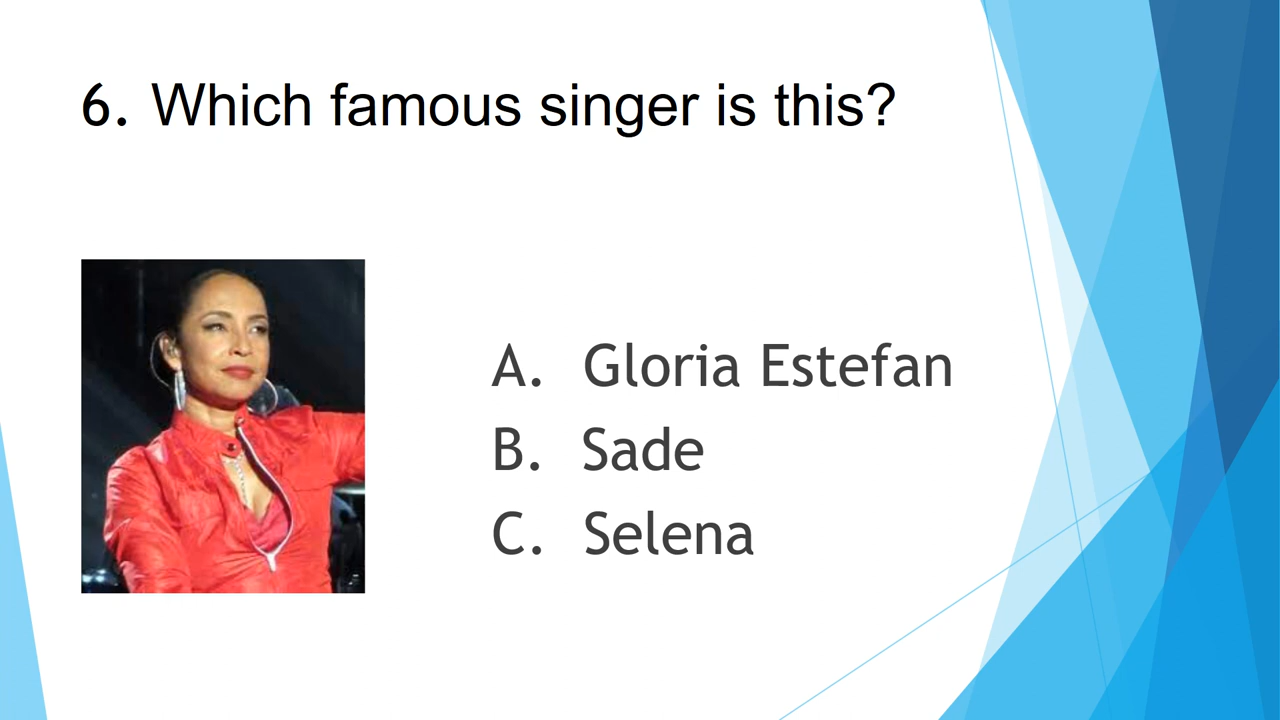 6. Which famous singer is this?
A. Gloria Estefan
B. Sade
C. Selena